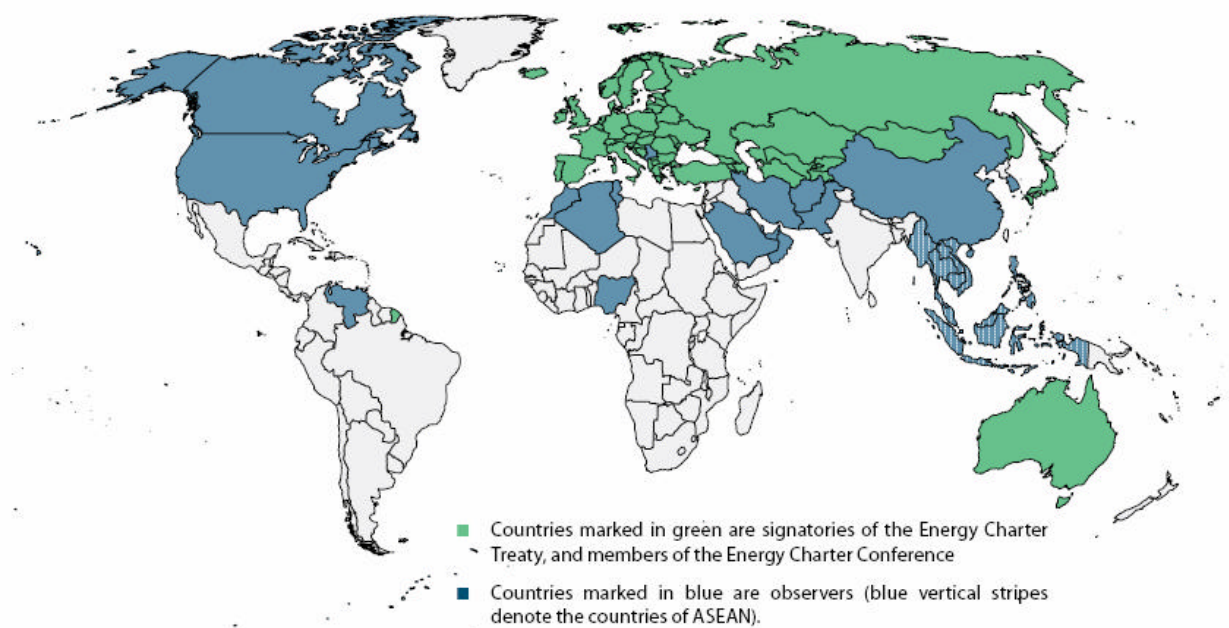 Countries marked in green are signatories of the Energy Charter
Treaty, and members of the Energy Charter Conference
Countries marked in blue are observers (blue vertical stripes
denote the countries of ASEAN).